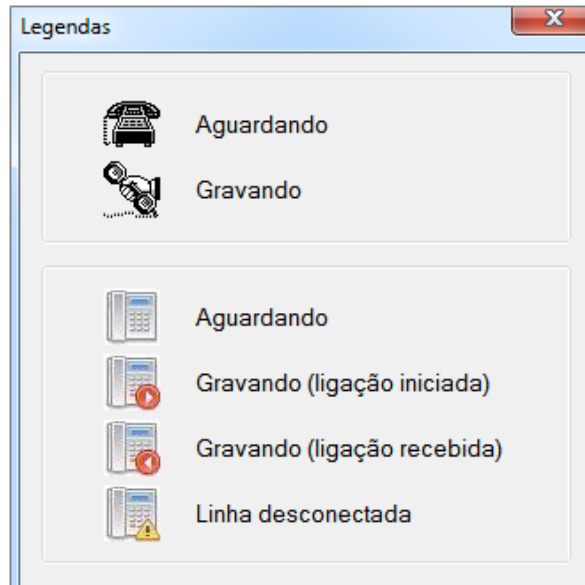 Legendas
Aguardando
Gravando
Aguardando
Gravando (ligação iniciada)
Gravando (ligação recebida)
Linha desconectada